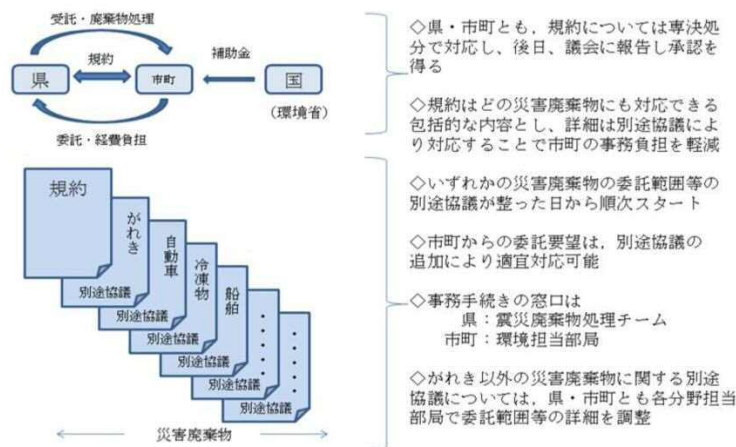 受託・廃棄物処理
規約
補助金
県
市町
国
(環境省)
委託・経費負担
規約
がれき
自動車
冷凍物
船舶
・・・・・
・・・・・
別途協議
別途協議
別途協議
別途協議
別途協議
別途協議
災害廃棄物
◇県・市町とも，規約については専決処
分で対応し、後日、議会に報告し承認を
得る
◇規約はどの災害廃棄物にも対応できる
包括的な内容とし、詳細は別途協議によ
り対応することで市町の事務負担を軽減
◇いずれかの災害廃棄物の委託範囲等の
別途協議が整った日から順次スタート
◇市町からの委託要望は，別途協議の
追加により適宜対応可能
◇事務手続きの窓口は
県：震災廃棄物処理チーム
市町：環境担当部局
◇がれき以外の災害廃棄物に関する別途
協議については，県・市町とも各分野担当
部局で委託範囲等の詳細を調整